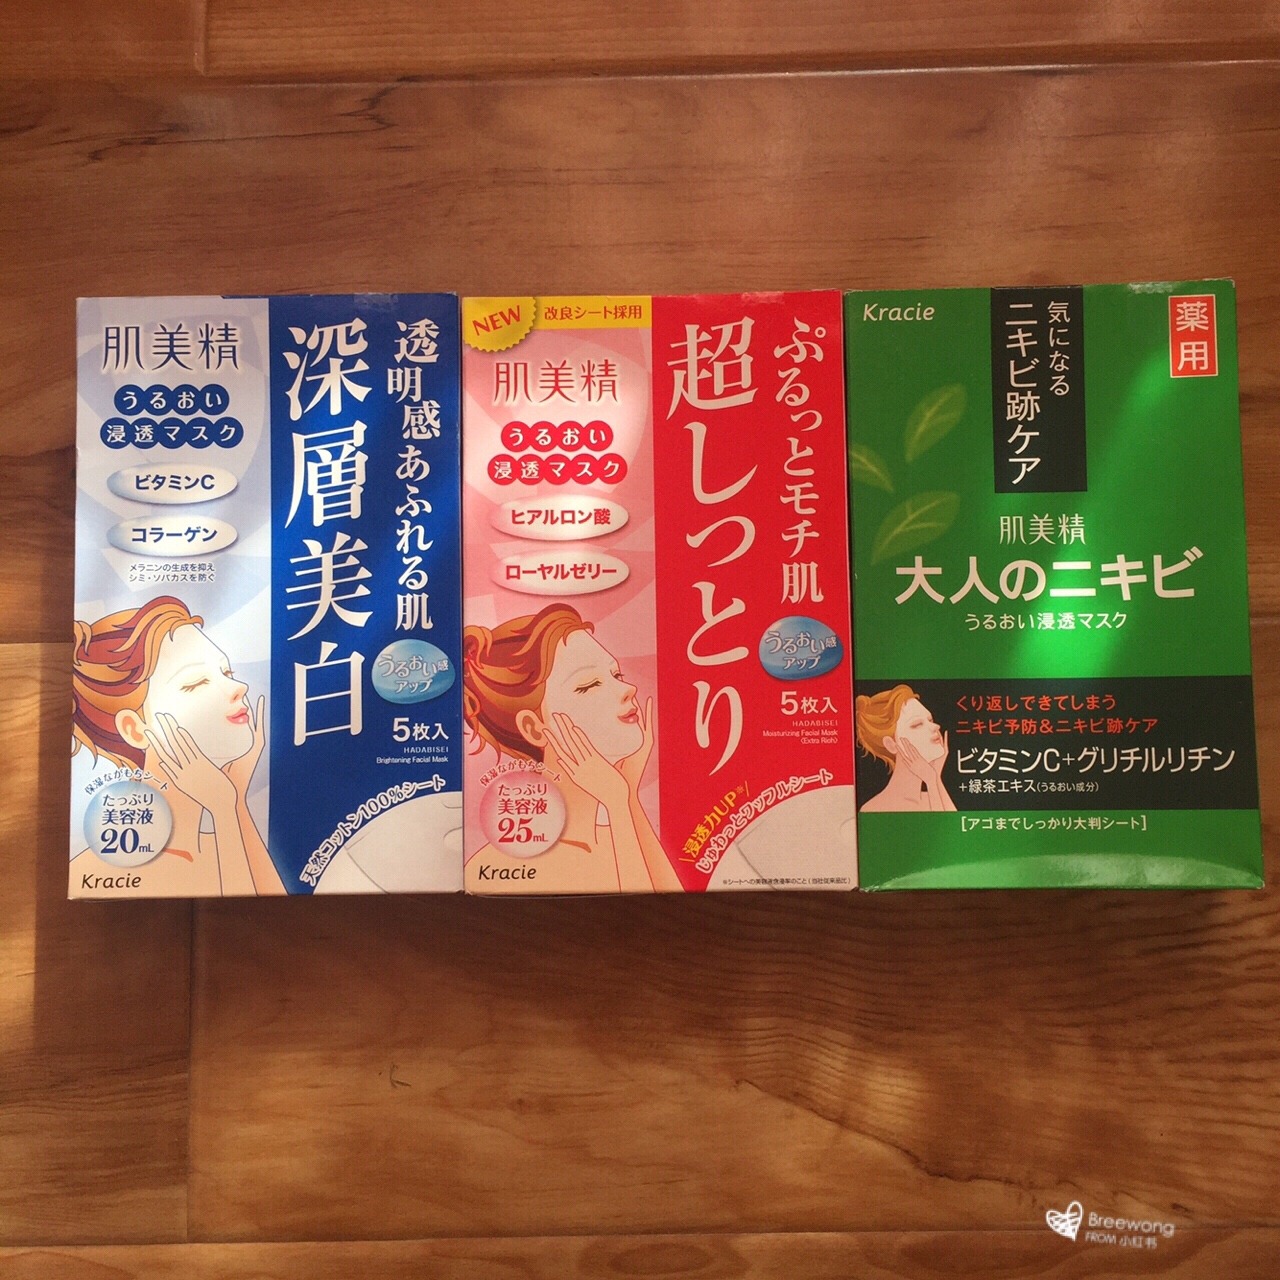 肌美精
うるおい
浸透マスク
ビタミンC
コラーゲン
メラニンの生成を抑え
シミ・ソバカスを防ぐ
透明感あふれる肌
深層美白
うるおい感
アップ
5枚入
HADABISEI
Brightening Facial Mask
保湿ながもちシート
たっぷり
美容液
20mL
天然コットン100%シート
Kracie
NEW
改良シート採用
肌美精
うるおい
浸透マスク
ヒアルロン酸
ローヤルゼリー
ぷるっとモチ肌
超しっとり
うるおい感
アップ
5枚入
HADABISEI
Moisturizing Facial Mask
(Extra Rich)
保湿ながもちシート
たっぷり
美容液
25mL
浸透力UP※
じゅわっとワッフルシート
Kracie
Kracie
気になる
ニキビ跡ケア
薬用
肌美精
大人のニキビ
うるおい浸透マスク
くり返しできてしまう
ニキビ予防&ニキビ跡ケア
ビタミンC+グリチルリチン
+緑茶エキス(うるおい成分)
[アゴまでしっかり大判シート]
Breewong
FROM 小红书